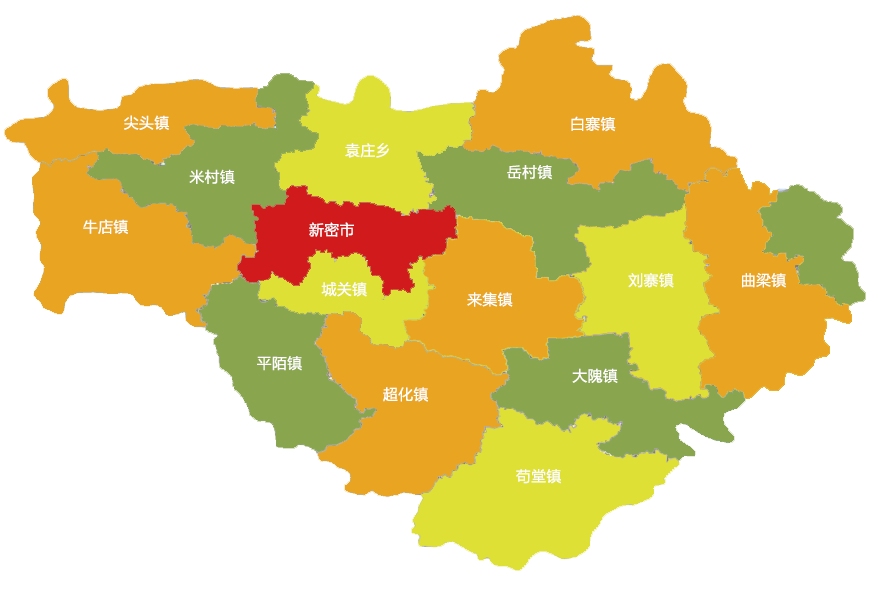 尖头镇
白寨镇
袁庄乡
岳村镇
米村镇
牛店镇
新密市
刘寨镇
曲梁镇
城关镇
来集镇
平陌镇
大隗镇
超化镇
苟堂镇